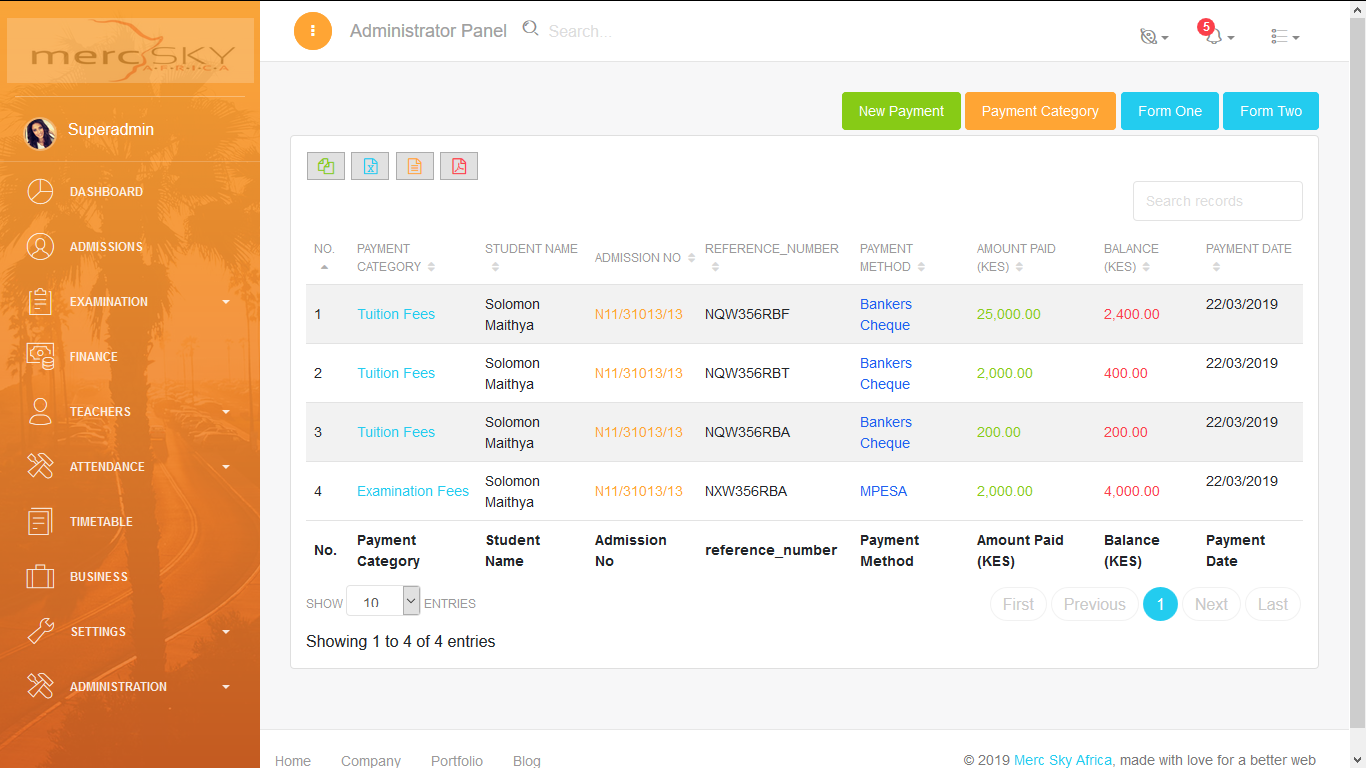 mercSKY
A·F·R·I·C·A
Superadmin
DASHBOARD
ADMISSIONS
EXAMINATION
FINANCE
TEACHERS
ATTENDANCE
TIMETABLE
BUSINESS
SETTINGS
ADMINISTRATION
Administrator Panel Search...
5
New Payment Payment Category Form One Form Two
Search records
NO. PAYMENT CATEGORY STUDENT NAME ADMISSION NO REFERENCE_NUMBER PAYMENT METHOD AMOUNT PAID (KES) BALANCE (KES) PAYMENT DATE
1 Tuition Fees Solomon Maithya N11/31013/13 NQW356RBF Bankers Cheque 25,000.00 2,400.00 22/03/2019
2 Tuition Fees Solomon Maithya N11/31013/13 NQW356RBT Bankers Cheque 2,000.00 400.00 22/03/2019
3 Tuition Fees Solomon Maithya N11/31013/13 NQW356RBA Bankers Cheque 200.00 200.00 22/03/2019
4 Examination Fees Solomon Maithya N11/31013/13 NXW356RBA MPESA 2,000.00 4,000.00 22/03/2019
No. Payment Category Student Name Admission No reference_number Payment Method Amount Paid (KES) Balance (KES) Payment Date
SHOW 10 ENTRIES First Previous 1 Next Last
Showing 1 to 4 of 4 entries
Home Company Portfolio Blog © 2019 Merc Sky Africa, made with love for a better web